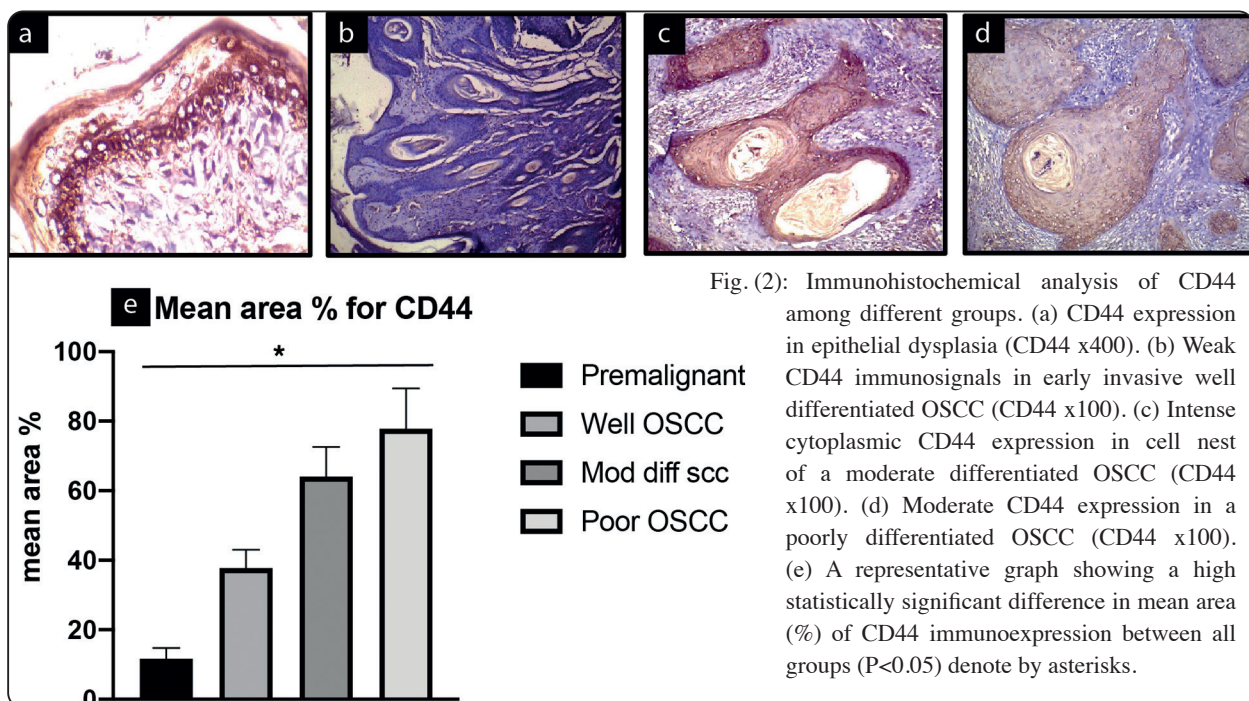 a
b
c
d
e Mean area % for CD44
*
mean area %
100
80
60
40
20
0
Premalignant
Well OSCC
Mod diff scc
Poor OSCC
Fig. (2): Immunohistochemical analysis of CD44
among different groups. (a) CD44 expression
in epithelial dysplasia (CD44 x400). (b) Weak
CD44 immunosignals in early invasive well
differentiated OSCC (CD44 x100). (c) Intense
cytoplasmic CD44 expression in cell nest
of a moderate differentiated OSCC (CD44
x100). (d) Moderate CD44 expression in a
poorly differentiated OSCC (CD44 x100).
(e) A representative graph showing a high
statistically significant difference in mean area
(%) of CD44 immunoexpression between all
groups (P<0.05) denote by asterisks.